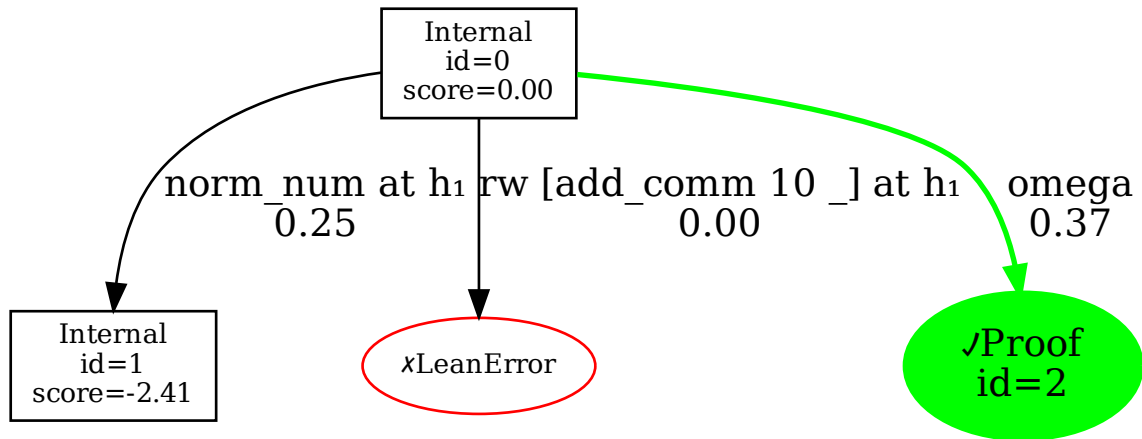 Internal
id=0
score=0.00
norm_num at h₁
0.25
rw [add_comm 10 _] at h₁
0.00
omega
0.37
Internal
id=1
score=-2.41
✗LeanError
✓Proof
id=2